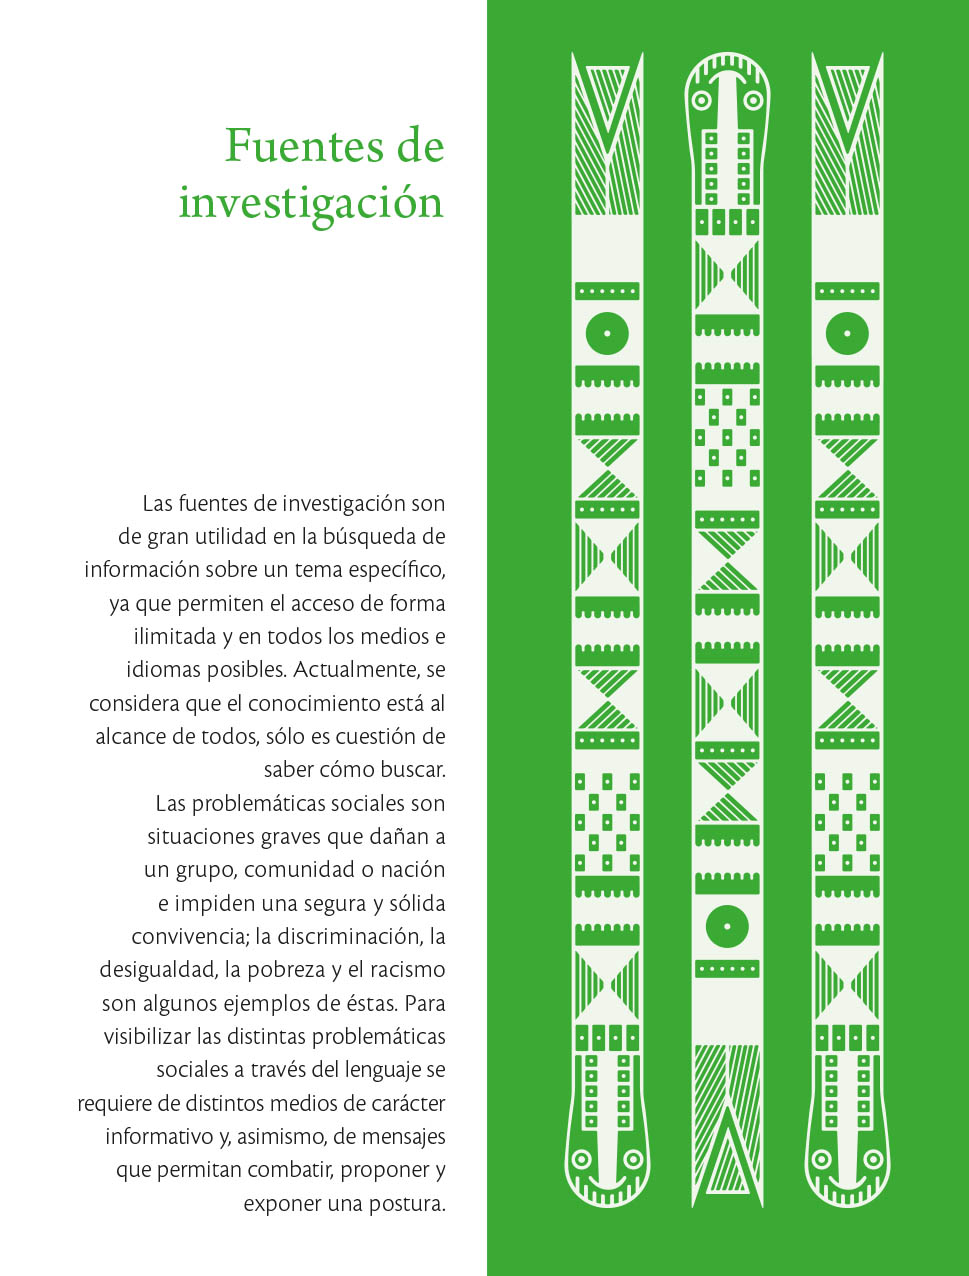 Fuentes de
investigación
Las fuentes de investigación son
de gran utilidad en la búsqueda de
información sobre un tema específico,
ya que permiten el acceso de forma
ilimitada y en todos los medios e
idiomas posibles. Actualmente, se
considera que el conocimiento está al
alcance de todos, sólo es cuestión de
saber cómo buscar.
Las problemáticas sociales son
situaciones graves que dañan a
un grupo, comunidad o nación
e impiden una segura y sólida
convivencia; la discriminación, la
desigualdad, la pobreza y el racismo
son algunos ejemplos de éstas. Para
visibilizar las distintas problemáticas
sociales a través del lenguaje se
requiere de distintos medios de carácter
informativo y, asimismo, de mensajes
que permitan combatir, proponer y
exponer una postura.